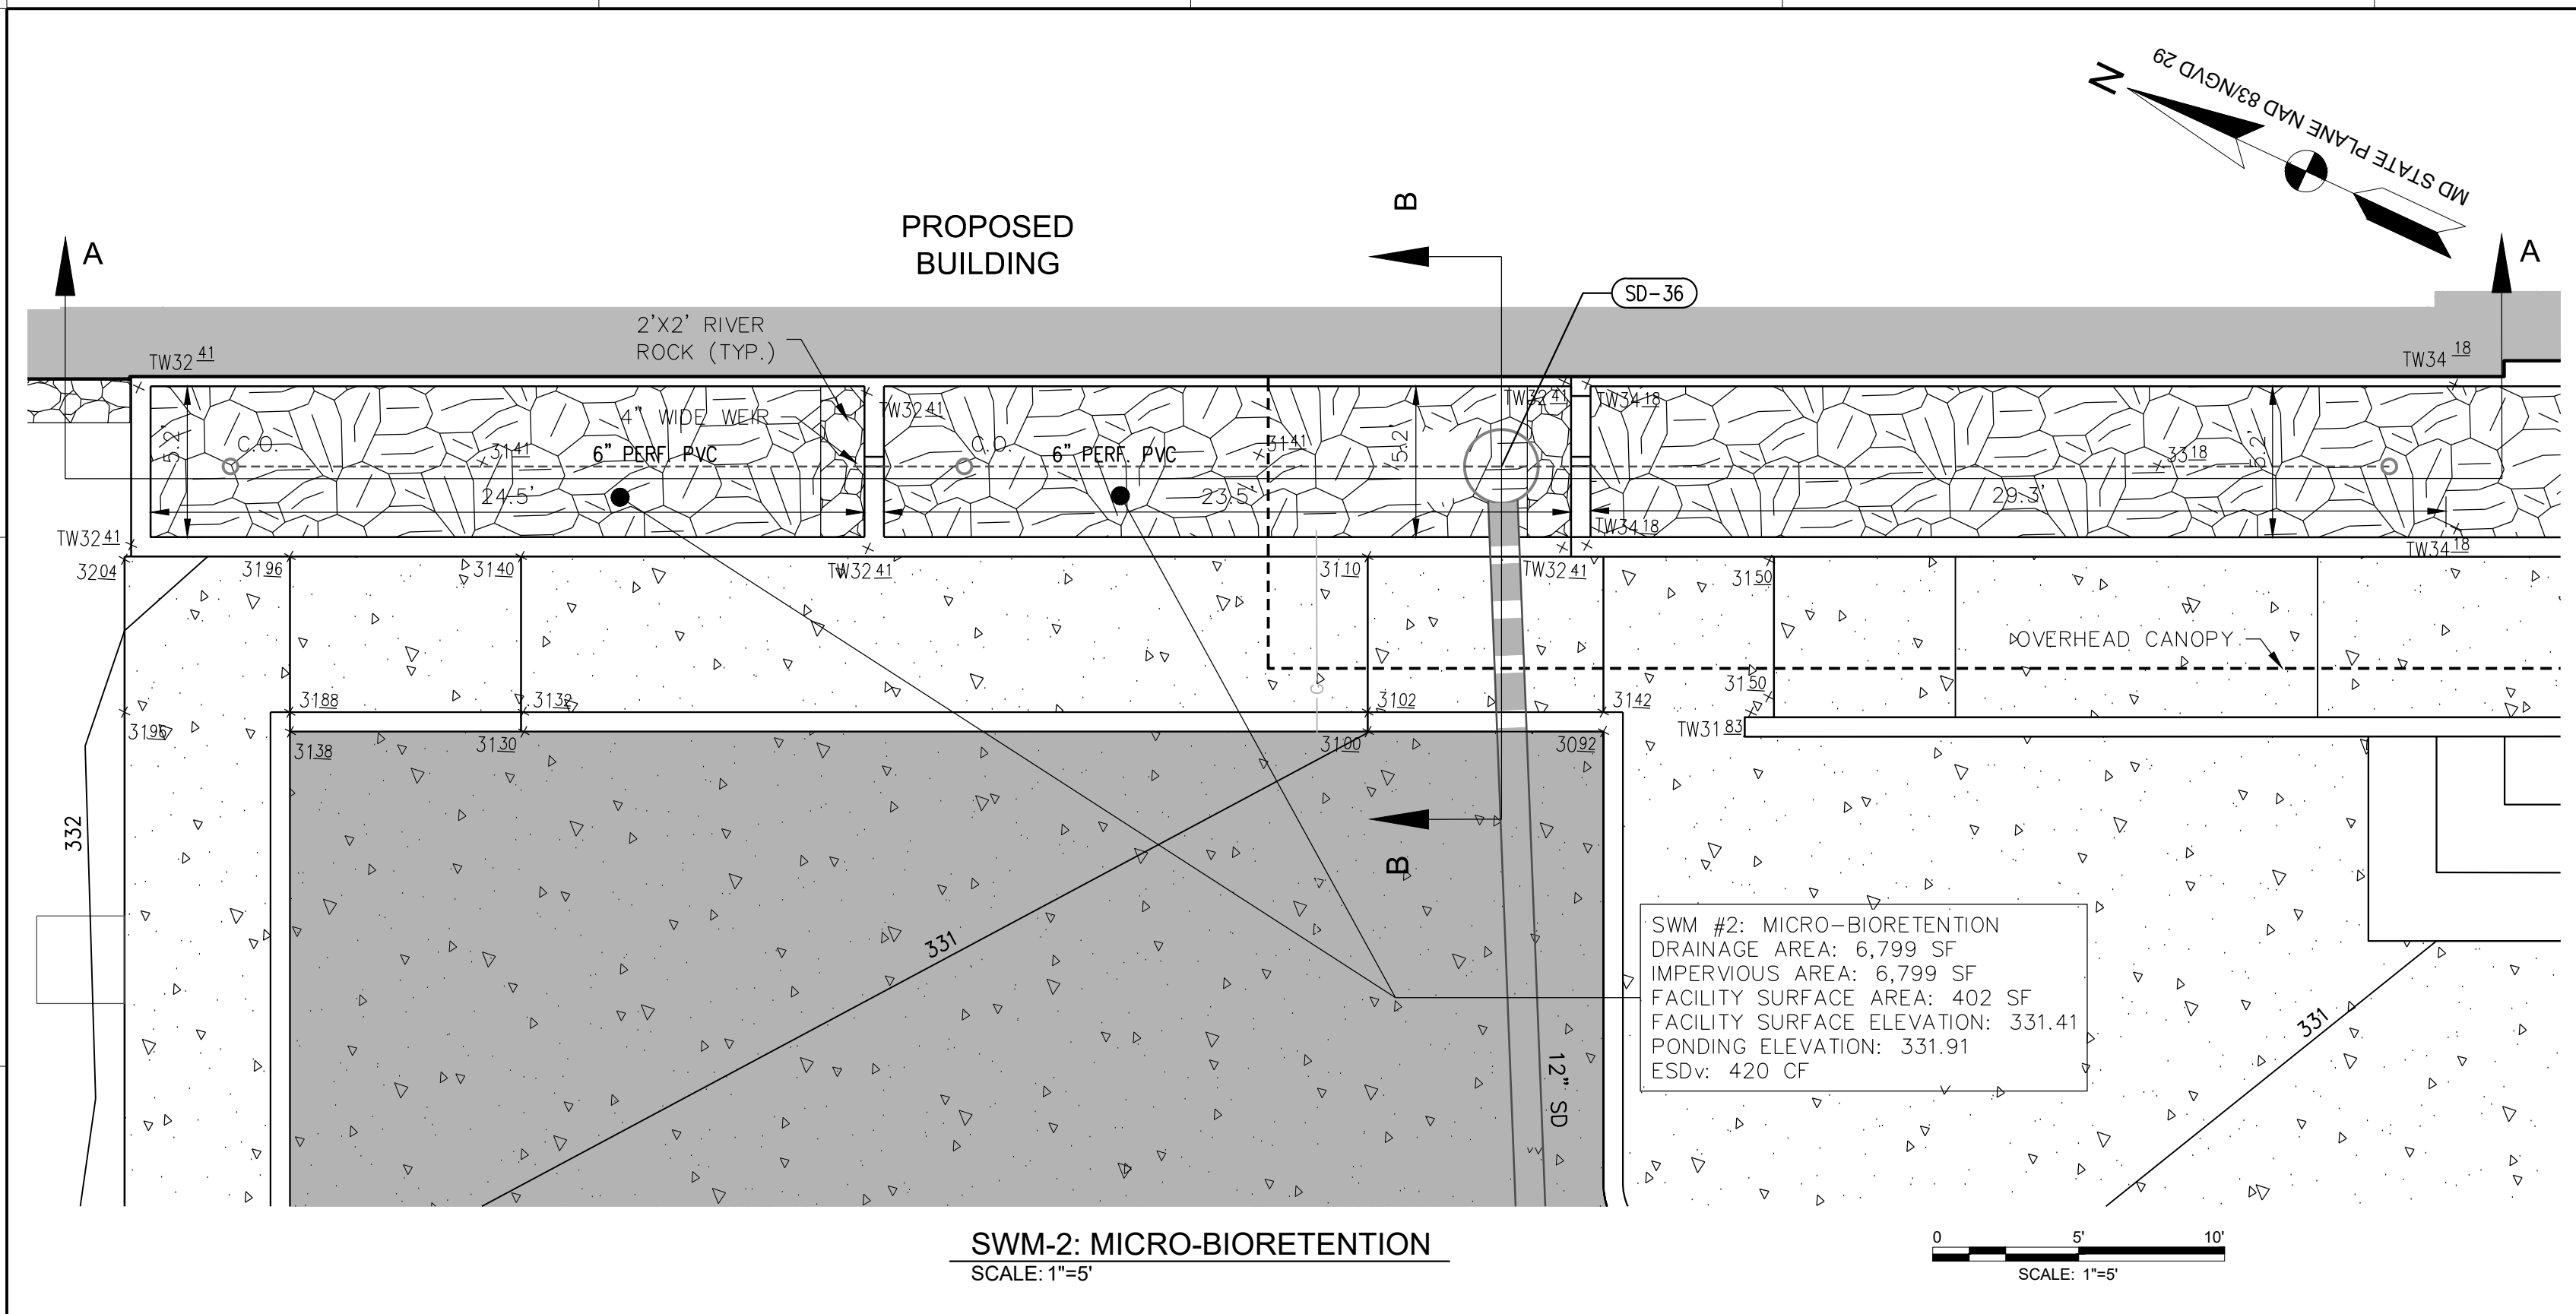 N
MD STATE PLANE NAD 83/NGVD 29
A
PROPOSED
BUILDING
B
A
SD-36
2'X2' RIVER
ROCK (TYP.)
TW32 41
TW34 18
TW32 41
TW32 41
TW34 18
4" WIDE WEIR
5.2'
C.O.
31 41
6" PERF. PVC
C.O.
6" PERF. PVC
31 41
5.2'
33 18
5.2'
24.5'
23.5'
29.3'
TW34 18
TW32 41
TW34 18
32 04
31 96
31 40
TW32 41
31 10
TW32 41
31 50
OVERHEAD CANOPY
31 50
31 88
31 32
31 02
31 42
31 96
TW31 83
G
31 38
31 30
31 00
30 92
332
B
331
SWM #2: MICRO-BIORETENTION
DRAINAGE AREA: 6,799 SF
IMPERVIOUS AREA: 6,799 SF
FACILITY SURFACE AREA: 402 SF
FACILITY SURFACE ELEVATION: 331.41
PONDING ELEVATION: 331.91
ESDv: 420 CF
331
12" SD
SWM-2: MICRO-BIORETENTION
SCALE: 1"=5'
0 5' 10'
SCALE: 1"=5'